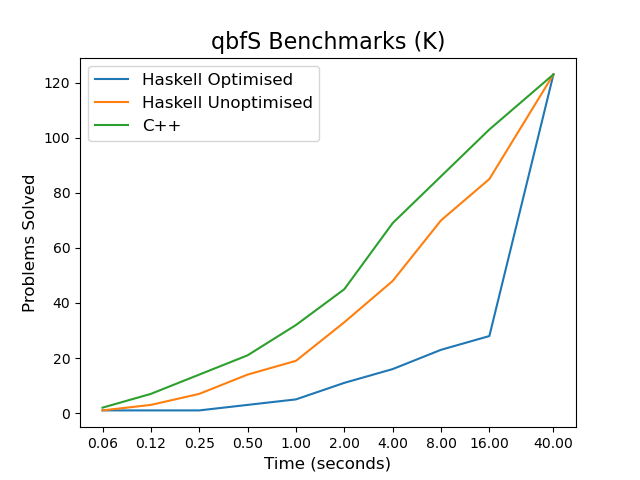 qbfS Benchmarks (K)
Haskell Optimised
Haskell Unoptimised
C++
Problems Solved
120
100
80
60
40
20
0
0.06 0.12 0.25 0.50 1.00 2.00 4.00 8.00 16.00 40.00
Time (seconds)